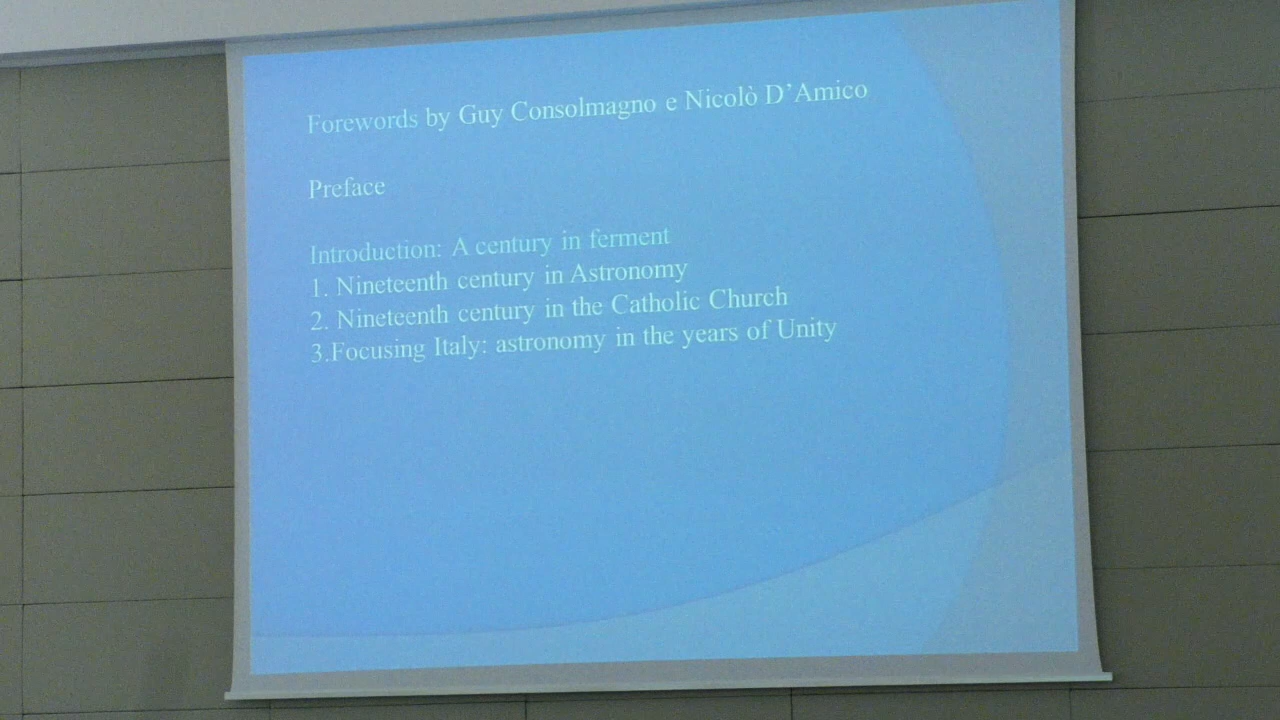 Forewords by Guy Consolmagno e Nicolò D'Amico
Preface
Introduction: A century in ferment
1. Nineteenth century in Astronomy
2. Nineteenth century in the Catholic Church
3.Focusing Italy: astronomy in the years of Unity